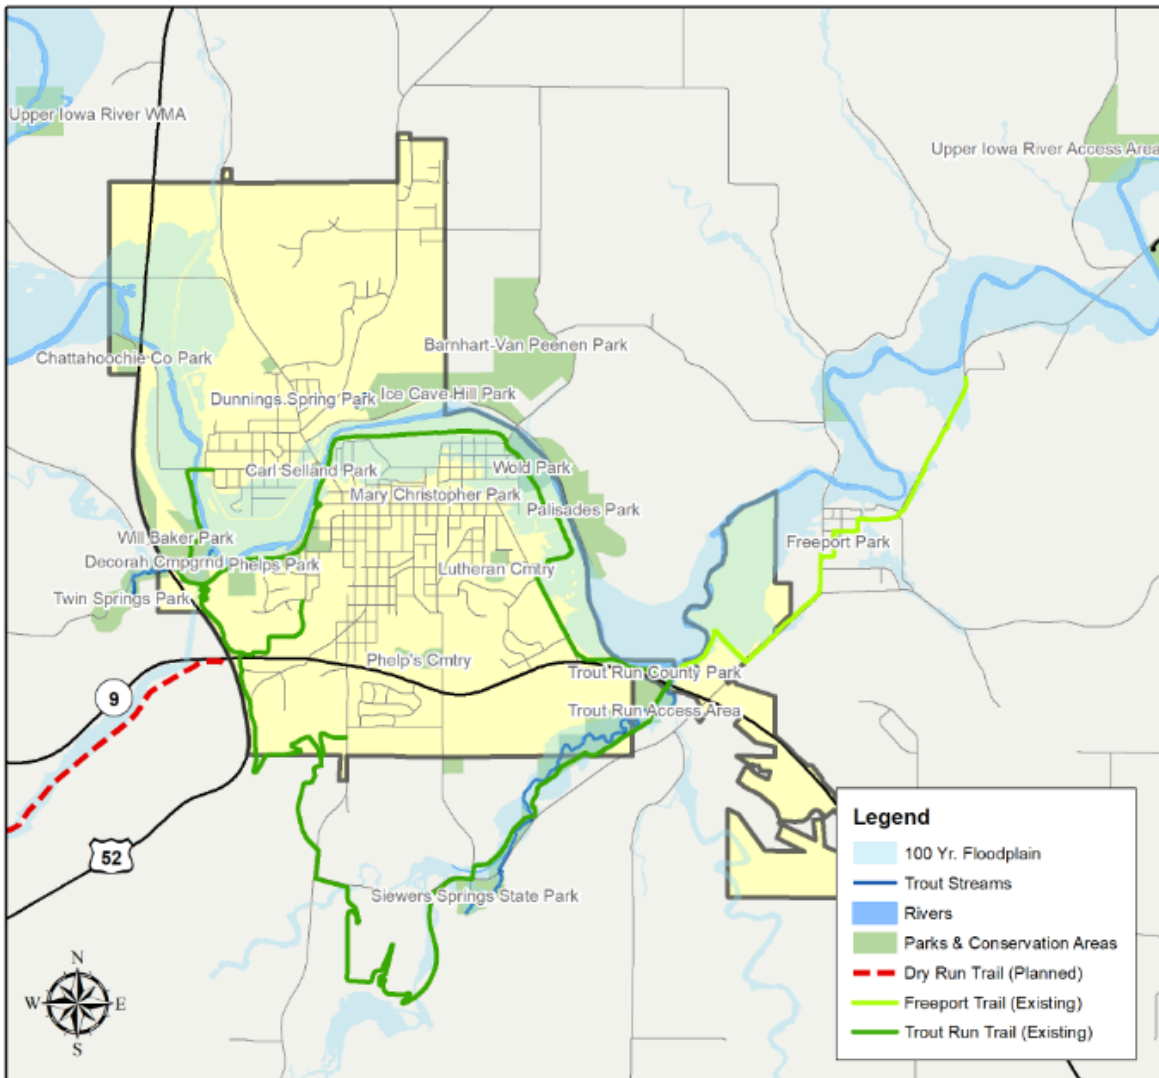 Upper Iowa River WMA
Upper Iowa River Access Area
Barnhart-Van Peenen Park
Chattahoochie Co Park
Dunnings Spring Park
Ice Cave Hill Park
Carl Selland Park
Wold Park
Mary Christopher Park
Palisades Park
Will Baker Park
Freeport Park
Decorah Cmpgrnd
Phelps Park
Lutheran Cmtry
Twin Springs Park
Phelp's Cmtry
Trout Run County Park
9
Trout Run Access Area
52
Siewers Springs State Park
Legend
100 Yr. Floodplain
Trout Streams
Rivers
Parks & Conservation Areas
Dry Run Trail (Planned)
Freeport Trail (Existing)
Trout Run Trail (Existing)
N
W
E
S